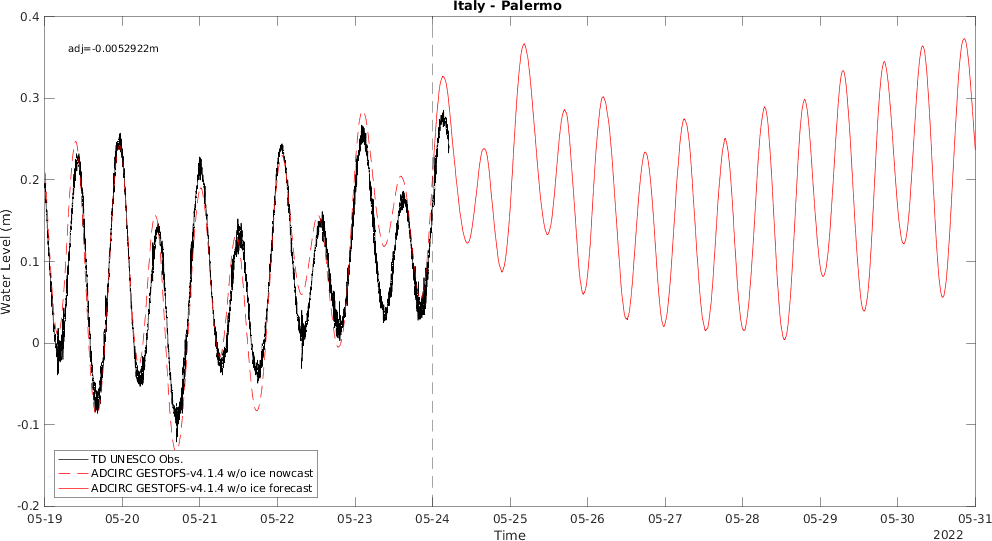 Italy - Palermo
adj=-0.0052922m
0.4
0.3
0.2
0.1
0
-0.1
-0.2
Water Level (m)
TD UNESCO Obs.
ADCIRC GESTOFS-v4.1.4 w/o ice nowcast
ADCIRC GESTOFS-v4.1.4 w/o ice forecast
05-19 05-20 05-21 05-22 05-23 05-24 05-25 05-26 05-27 05-28 05-29 05-30 05-31
Time
2022